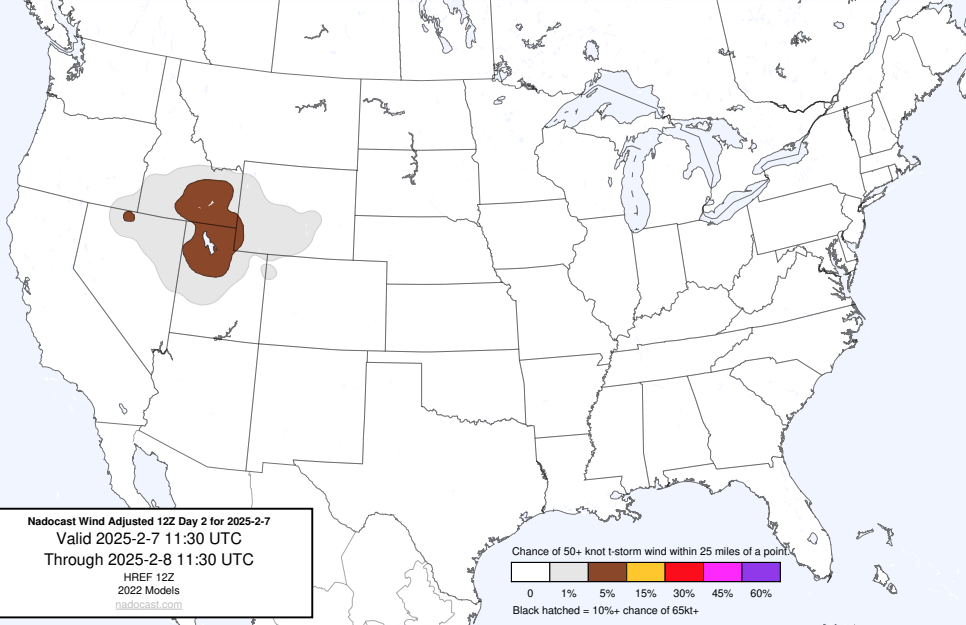 Nadocast Wind Adjusted 12Z Day 2 for 2025-2-7
Valid 2025-2-7 11:30 UTC
Through 2025-2-8 11:30 UTC
HREF 12Z
2022 Models
nadocast.com
Chance of 50+ knot t-storm wind within 25 miles of a point.
0 1% 5% 15% 30% 45% 60%
Black hatched = 10%+ chance of 65kt+